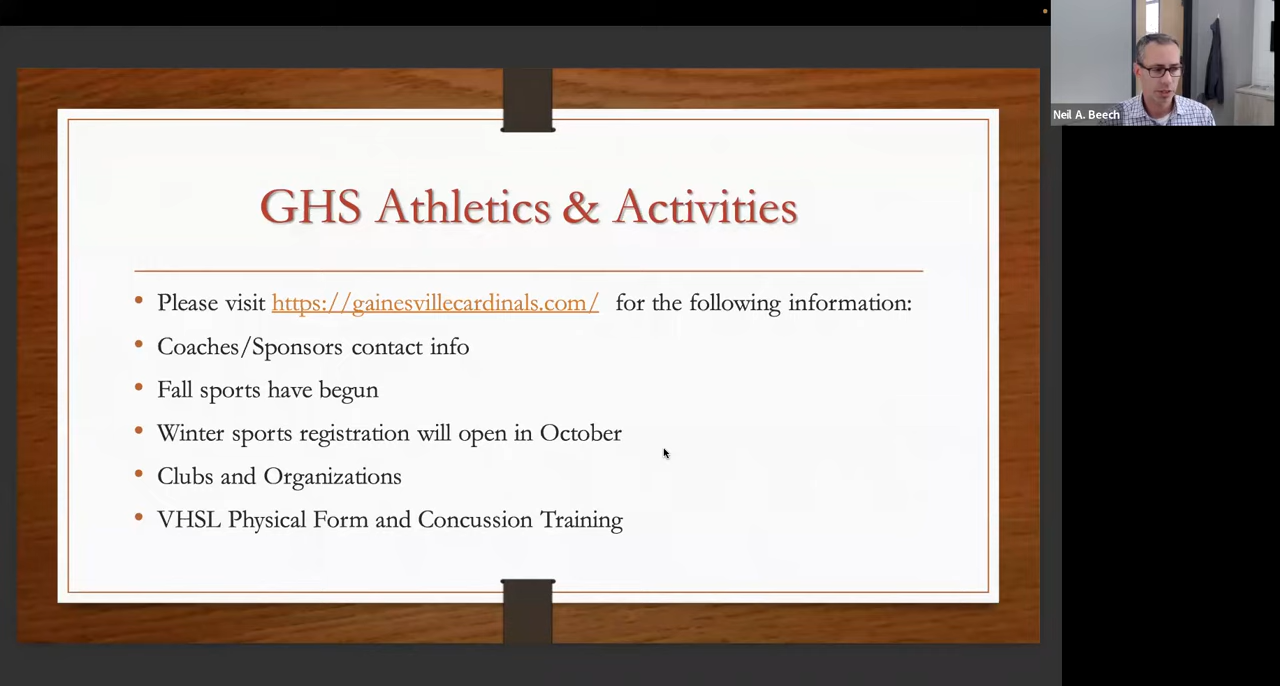 Neil A. Beech
GHS Athletics & Activities
• Please visit https://gainesvillecardinals.com/ for the following information:
• Coaches/Sponsors contact info
• Fall sports have begun
• Winter sports registration will open in October
• Clubs and Organizations
• VHSL Physical Form and Concussion Training